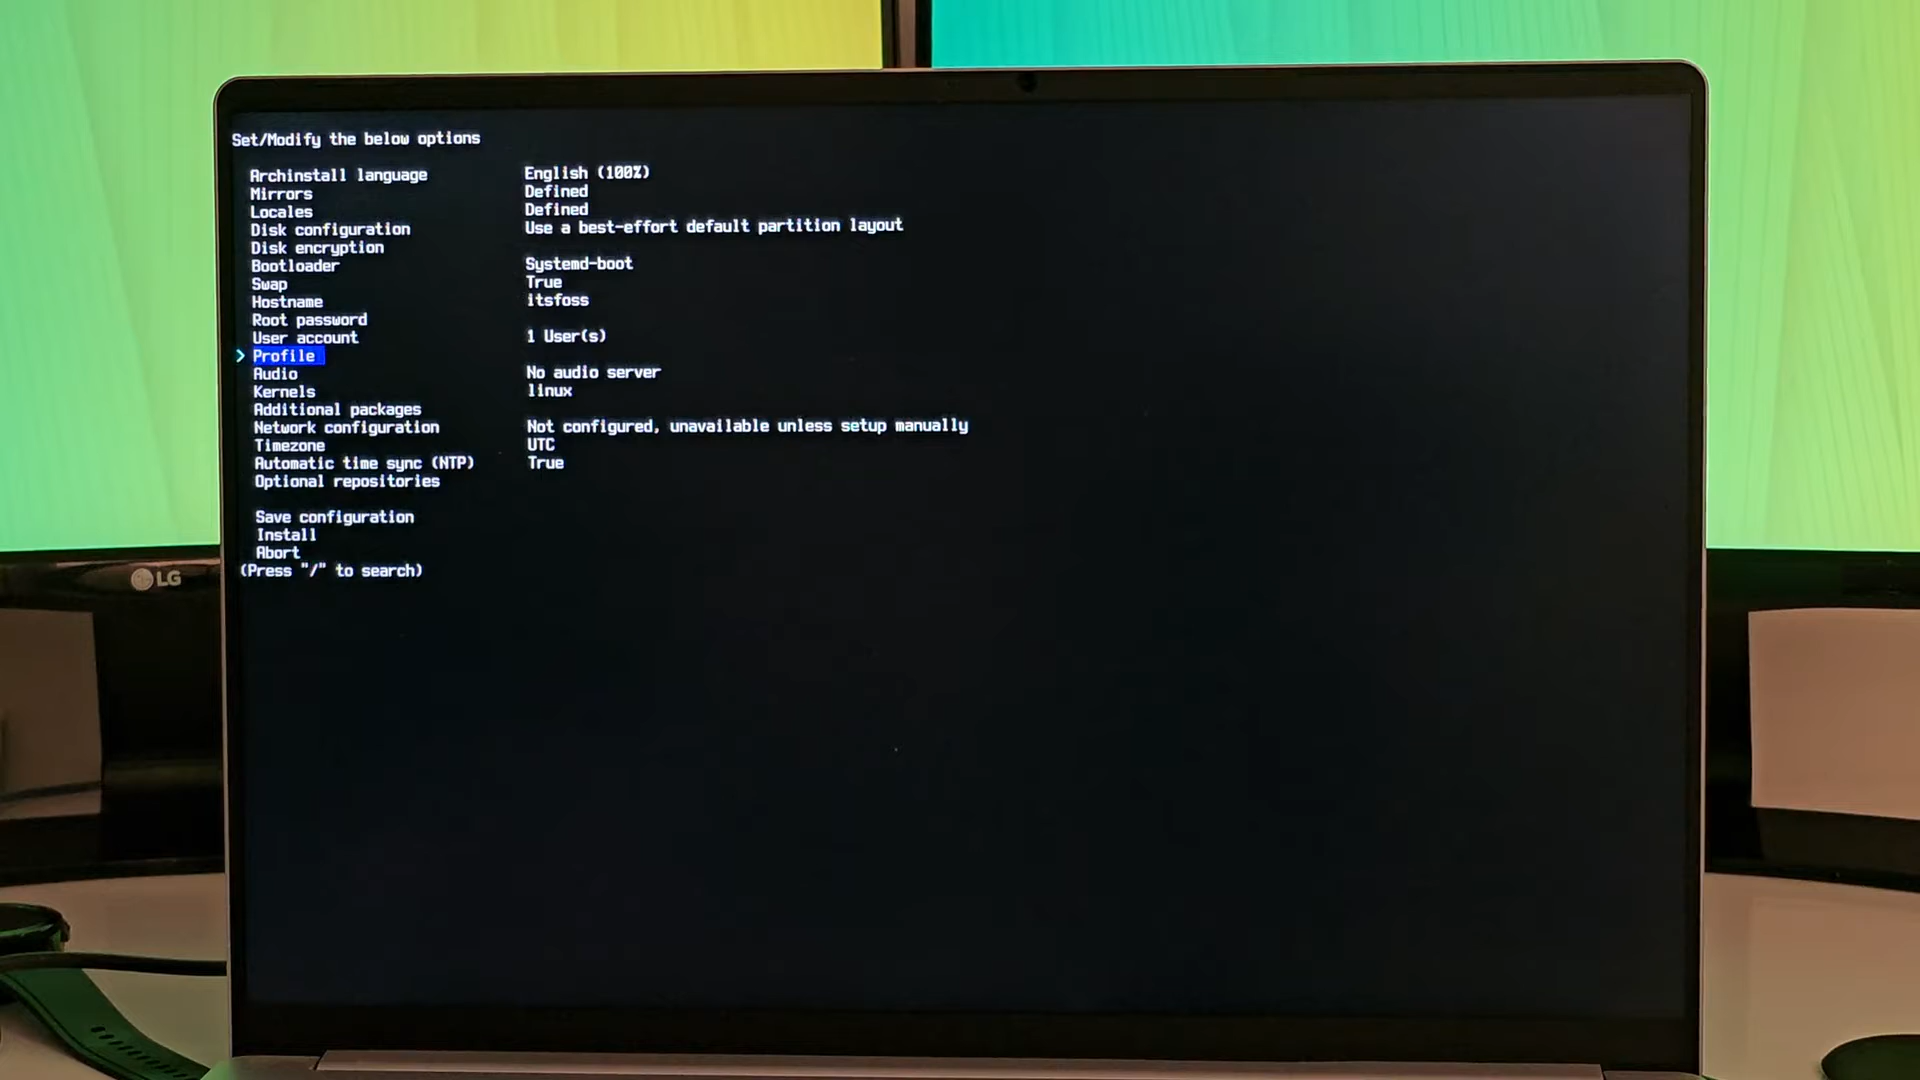 Set/Modify the below options
Archinstall language English (100%)
Mirrors Defined
Locales Defined
Disk configuration Use a best-effort default partition layout
Disk encryption
Bootloader Systemd-boot
Swap True
Hostname itsfoss
Root password
User account 1 User(s)
> Profile
Audio No audio server
Kernels linux
Additional packages
Network configuration Not configured, unavailable unless setup manually
Timezone UTC
Automatic time sync (NTP) True
Optional repositories
Save configuration
Install
Abort
(Press "/" to search)
LG